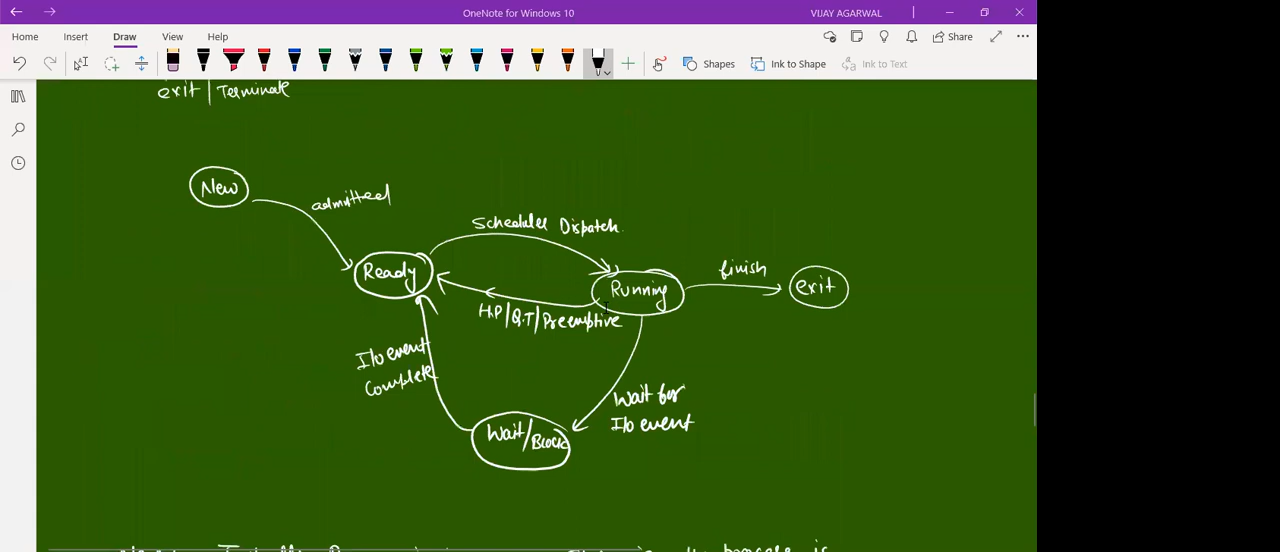 OneNote for Windows 10
VIJAY AGARWAL
Home Insert Draw View Help
Share
Shapes
Ink to Shape
Ink to Text
exit | Terminate
New
admitted
Scheduler Dispatch
Ready
Running
finish
exit
H.P/Q.T/Preemptive
I/o event
Complete
Wait for
I/o event
Wait/Block
is